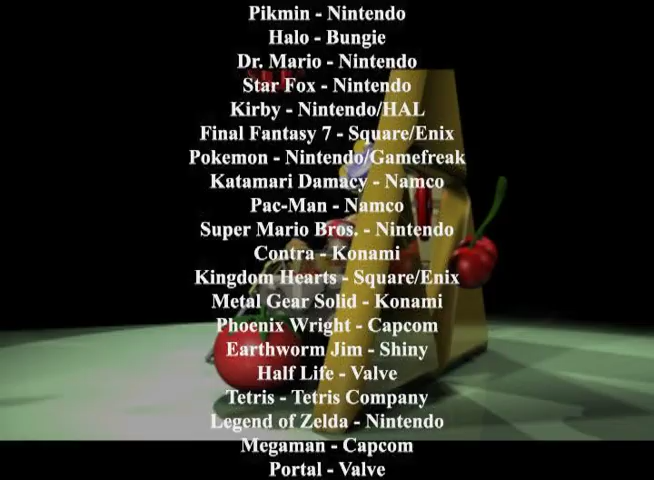 Pikmin - Nintendo
Halo - Bungie
Dr. Mario - Nintendo
Star Fox - Nintendo
Kirby - Nintendo/HAL
Final Fantasy 7 - Square/Enix
Pokemon - Nintendo/Gamefreak
Katamari Damacy - Namco
Pac-Man - Namco
Super Mario Bros. - Nintendo
Contra - Konami
Kingdom Hearts - Square/Enix
Metal Gear Solid - Konami
Phoenix Wright - Capcom
Earthworm Jim - Shiny
Half Life - Valve
Tetris - Tetris Company
Legend of Zelda - Nintendo
Megaman - Capcom
Portal - Valve